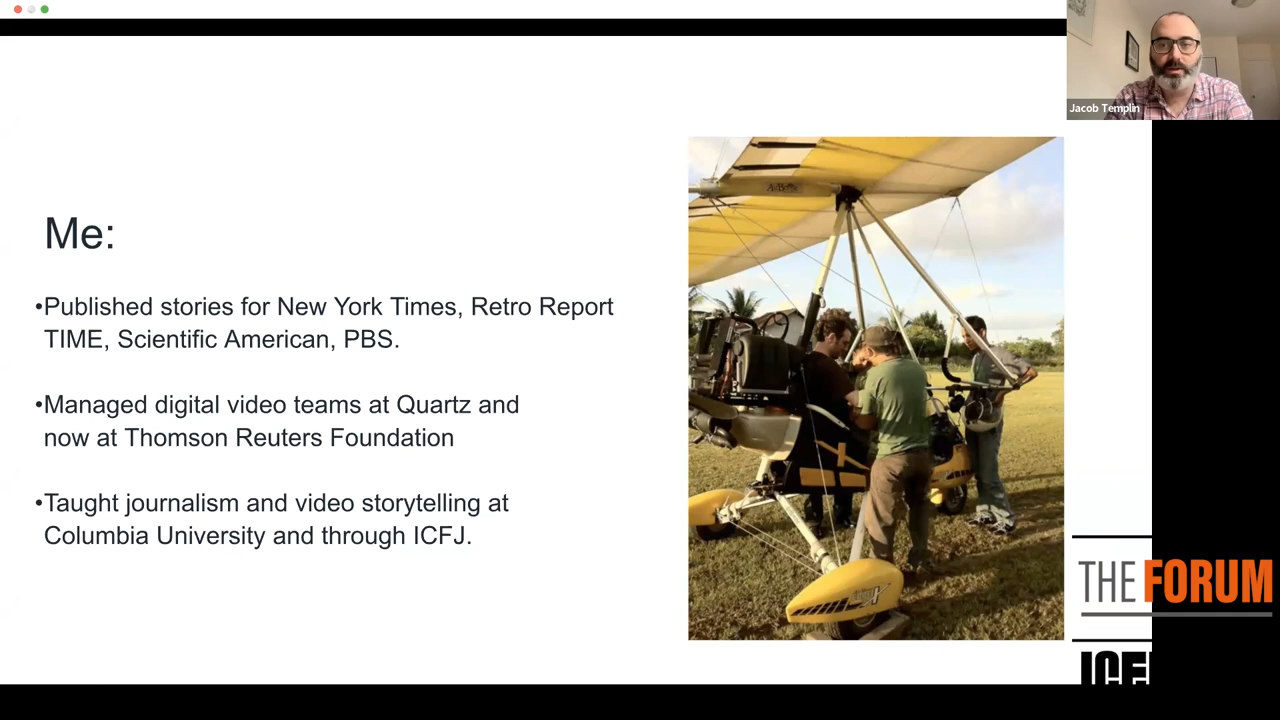 Jacob Templin
Me:
•Published stories for New York Times, Retro Report
TIME, Scientific American, PBS.
•Managed digital video teams at Quartz and
now at Thomson Reuters Foundation
•Taught journalism and video storytelling at
Columbia University and through ICFJ.
THE FORUM